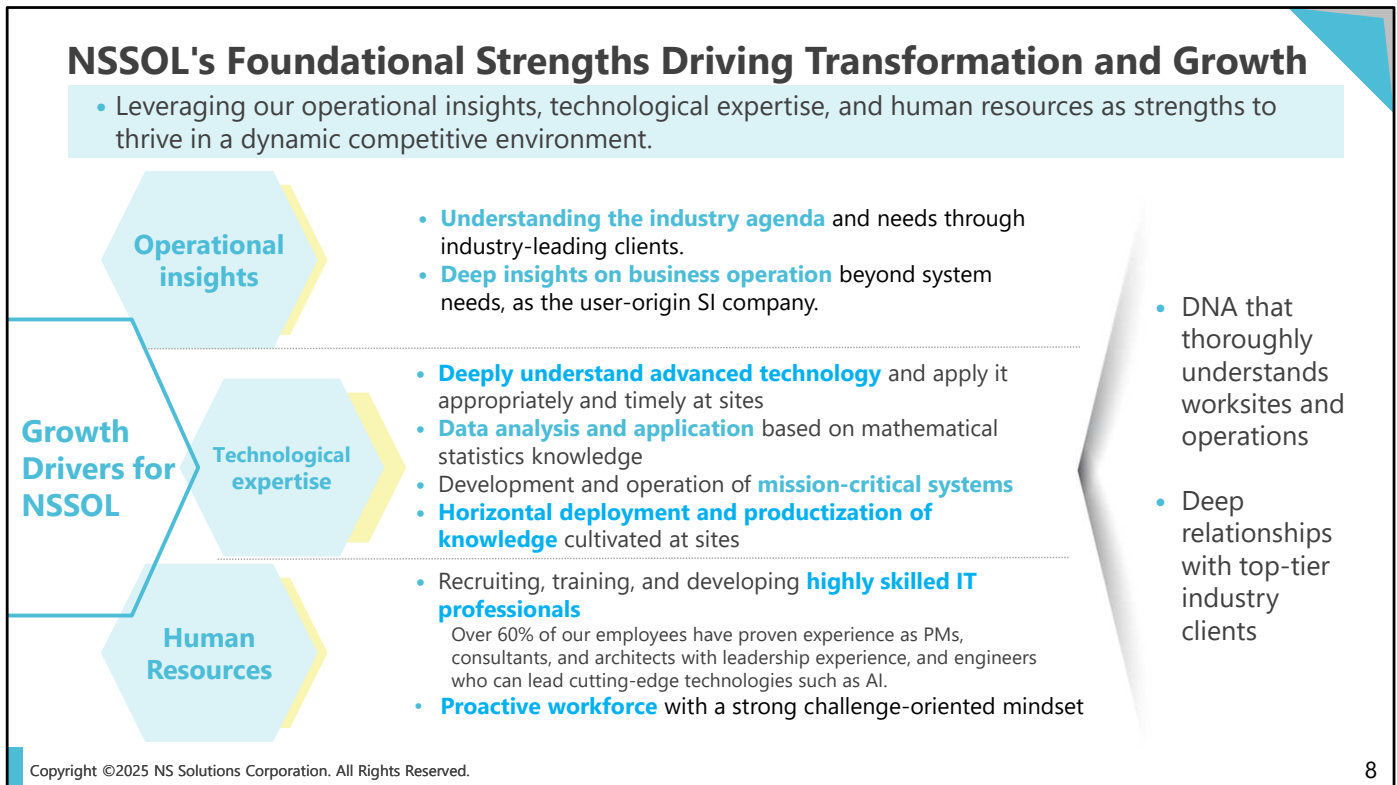 NSSOL's Foundational Strengths Driving Transformation and Growth
• Leveraging our operational insights, technological expertise, and human resources as strengths to
thrive in a dynamic competitive environment.
Growth
Drivers for
NSSOL
Operational
insights
• Understanding the industry agenda and needs through
industry-leading clients.
• Deep insights on business operation beyond system
needs, as the user-origin SI company.
Technological
expertise
• Deeply understand advanced technology and apply it
appropriately and timely at sites
• Data analysis and application based on mathematical
statistics knowledge
• Development and operation of mission-critical systems
• Horizontal deployment and productization of
knowledge cultivated at sites
Human
Resources
• Recruiting, training, and developing highly skilled IT
professionals
Over 60% of our employees have proven experience as PMs,
consultants, and architects with leadership experience, and engineers
who can lead cutting-edge technologies such as AI.
• Proactive workforce with a strong challenge-oriented mindset
• DNA that
thoroughly
understands
worksites and
operations
• Deep
relationships
with top-tier
industry
clients
Copyright ©2025 NS Solutions Corporation. All Rights Reserved.
8